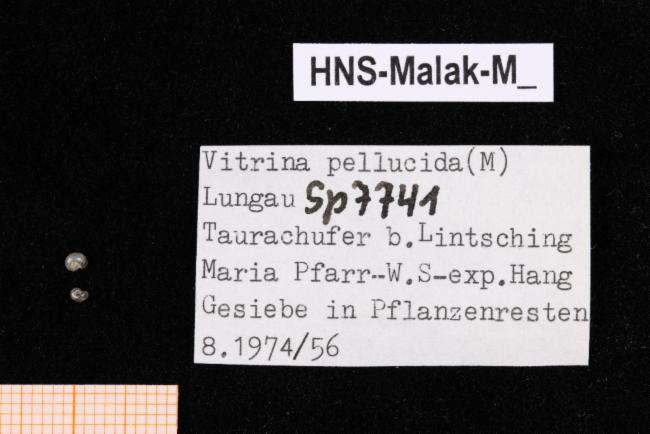 HNS-Malak-M_
Vitrina pellucida(M)
Lungau Sp7741
Taurachufer b.Lintsching
Maria Pfarr--W.S-exp.Hang
Gesiebe in Pflanzenresten
8.1974/56